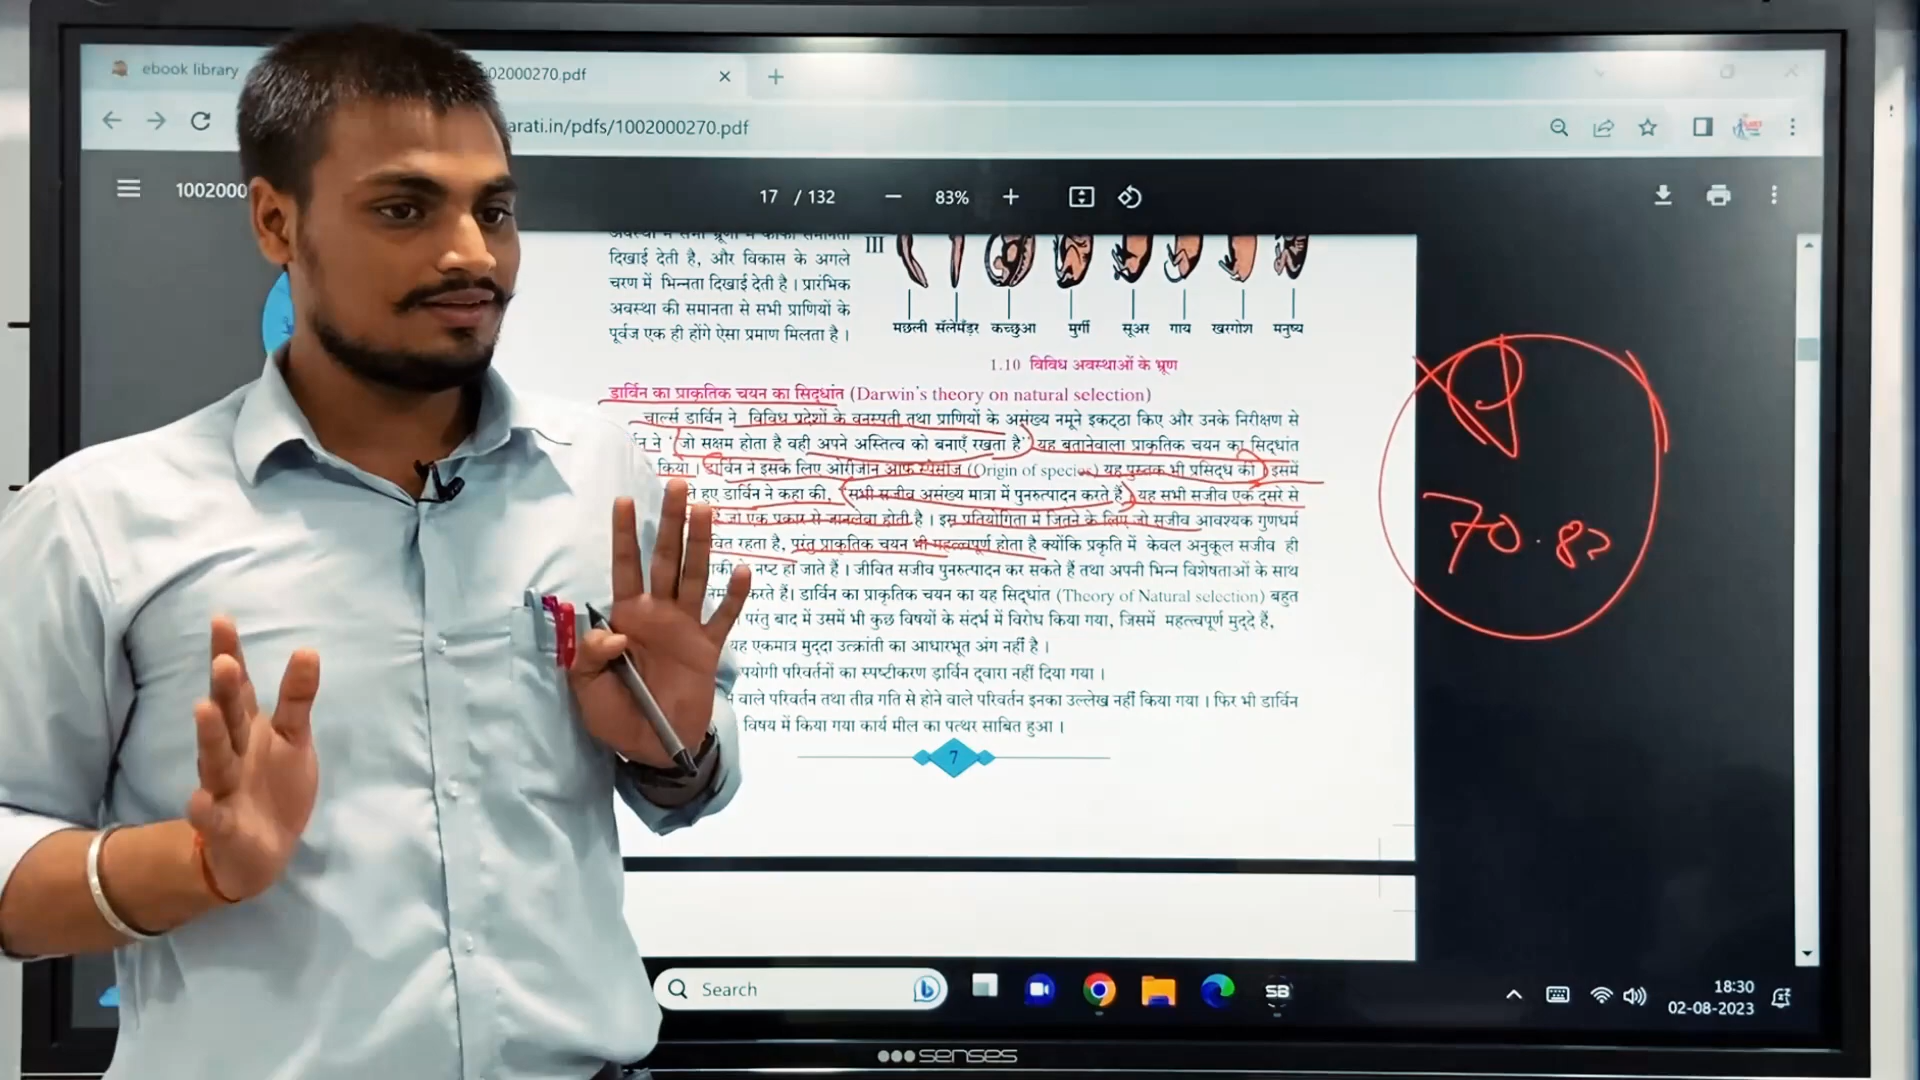 ebook library
02000270.pdf
arati.in/pdfs/1002000270.pdf
1002000
17 / 132
83%
दिखाई देती है, और विकास के अगले
चरण में भिन्नता दिखाई देती है । प्रारंभिक
अवस्था की समानता से सभी प्राणियों के
पूर्वज एक ही होंगे ऐसा प्रमाण मिलता है ।
III
मछली सॅलेमँडर कच्छुआ मुर्गी सूअर गाय खरगोश मनुष्य
1.10 विविध अवस्थाओं के भ्रूण
डार्विन का प्राकृतिक चयन का सिद्धांत (Darwin's theory on natural selection)
चार्ल्स डार्विन ने विविध प्रदेशों के वनस्पती तथा प्राणियों के असंख्य नमूने इकट्ठा किए और उनके निरीक्षण से
ने ''जो सक्षम होता है वही अपने अस्तित्व को बनाएँ रखता है'' यह बतानेवाला प्राकृतिक चयन का सिद्धांत
किया । डार्विन ने इसके लिए ओरीजीन ऑफ स्पेसीज (Origin of species) यह पुस्तक भी प्रसिद्ध की । इसमें
हुए डार्विन ने कहा की, सभी सजीव असंख्य मात्रा में पुनरुत्पादन करते हैं, यह सभी सजीव एक दूसरे से
जो एक प्रकार से जानलेवा होती है । इस प्रतियोगिता में जितने के लिए जो सजीव आवश्यक गुणधर्म
रहता है, परंतु प्राकृतिक चयन भी महत्त्वपूर्ण होता है क्योंकि प्रकृति में केवल अनुकूल सजीव ही
नष्ट हो जाते हैं । जीवित सजीव पुनरुत्पादन कर सकते हैं तथा अपनी भिन्न विशेषताओं के साथ
करते हैं। डार्विन का प्राकृतिक चयन का यह सिद्धांत (Theory of Natural selection) बहुत
परंतु बाद में उसमें भी कुछ विषयों के संदर्भ में विरोध किया गया, जिसमें महत्त्वपूर्ण मुद्दे हैं,
यह एकमात्र मुद्दा उत्क्रांती का आधारभूत अंग नहीं है ।
पयोगी परिवर्तनों का स्पष्टीकरण डार्विन द्वारा नहीं दिया गया ।
वाले परिवर्तन तथा तीव्र गति से होने वाले परिवर्तन इनका उल्लेख नहीं किया गया । फिर भी डार्विन
विषय में किया गया कार्य मील का पत्थर साबित हुआ ।
7
Search
SB
18:30
02-08-2023
senses